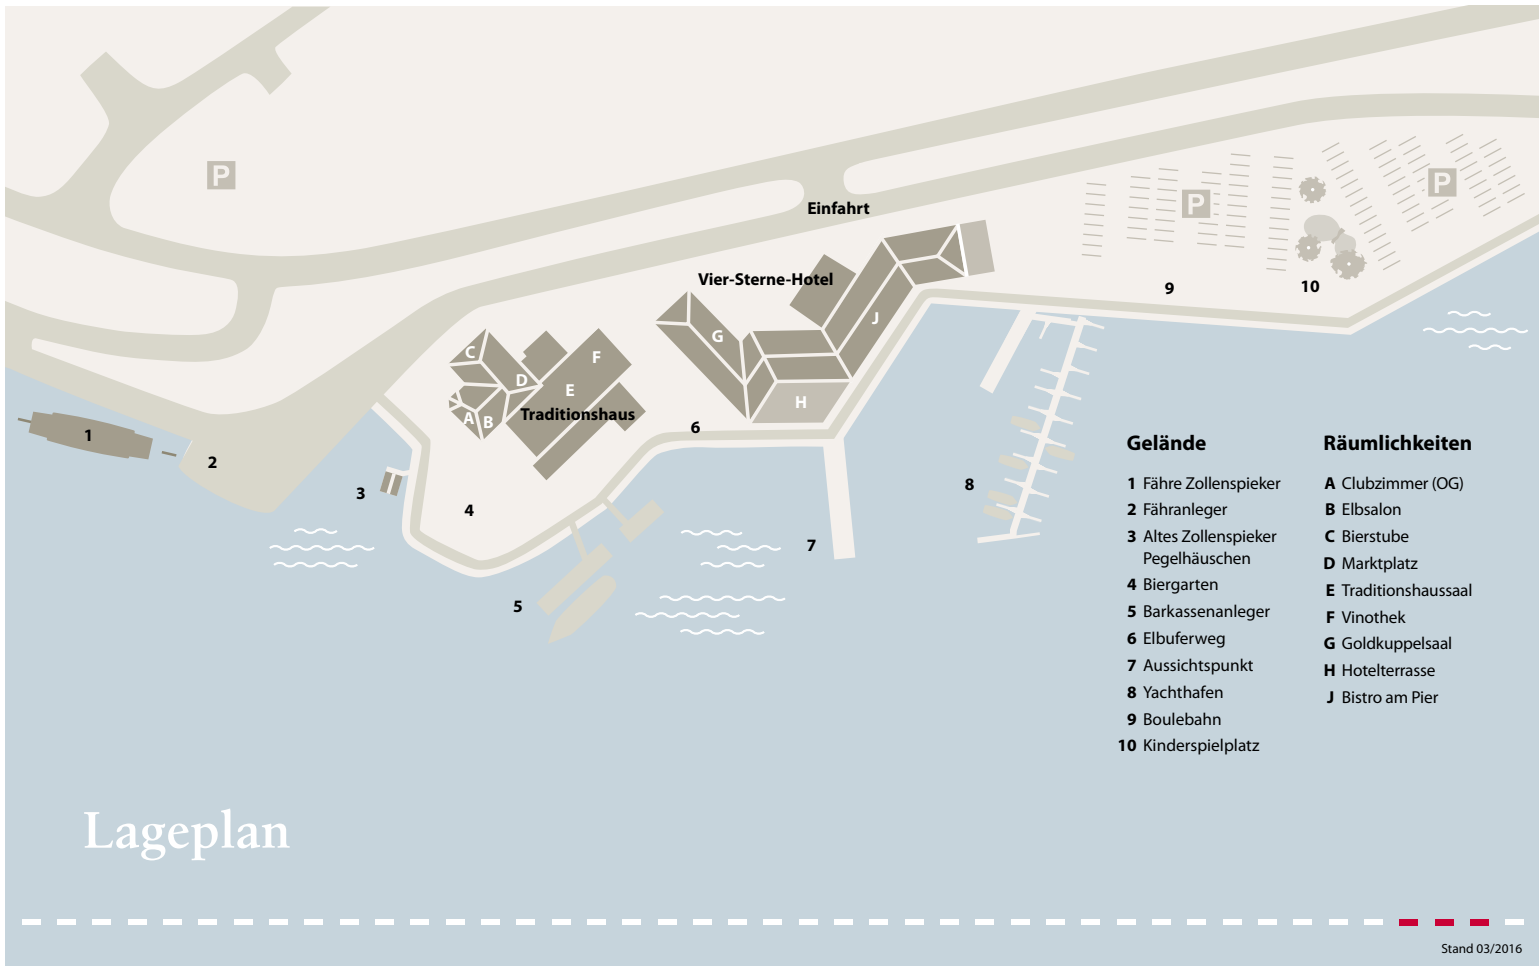 P
P
P
Einfahrt
Vier-Sterne-Hotel
G
J
H
C
D
F
E
A
B
Traditionshaus
1
2
3
4
5
6
7
8
9
10
Gelände
1 Fähre Zollenspieker
2 Fähranleger
3 Altes Zollenspieker
Pegelhäuschen
4 Biergarten
5 Barkassenanleger
6 Elbuferweg
7 Aussichtspunkt
8 Yachthafen
9 Boulebahn
10 Kinderspielplatz
Räumlichkeiten
A Clubzimmer (OG)
B Elbsalon
C Bierstube
D Marktplatz
E Traditionshaussaal
F Vinothek
G Goldkuppelsaal
H Hotelterrasse
J Bistro am Pier
Lageplan
Stand 03/2016